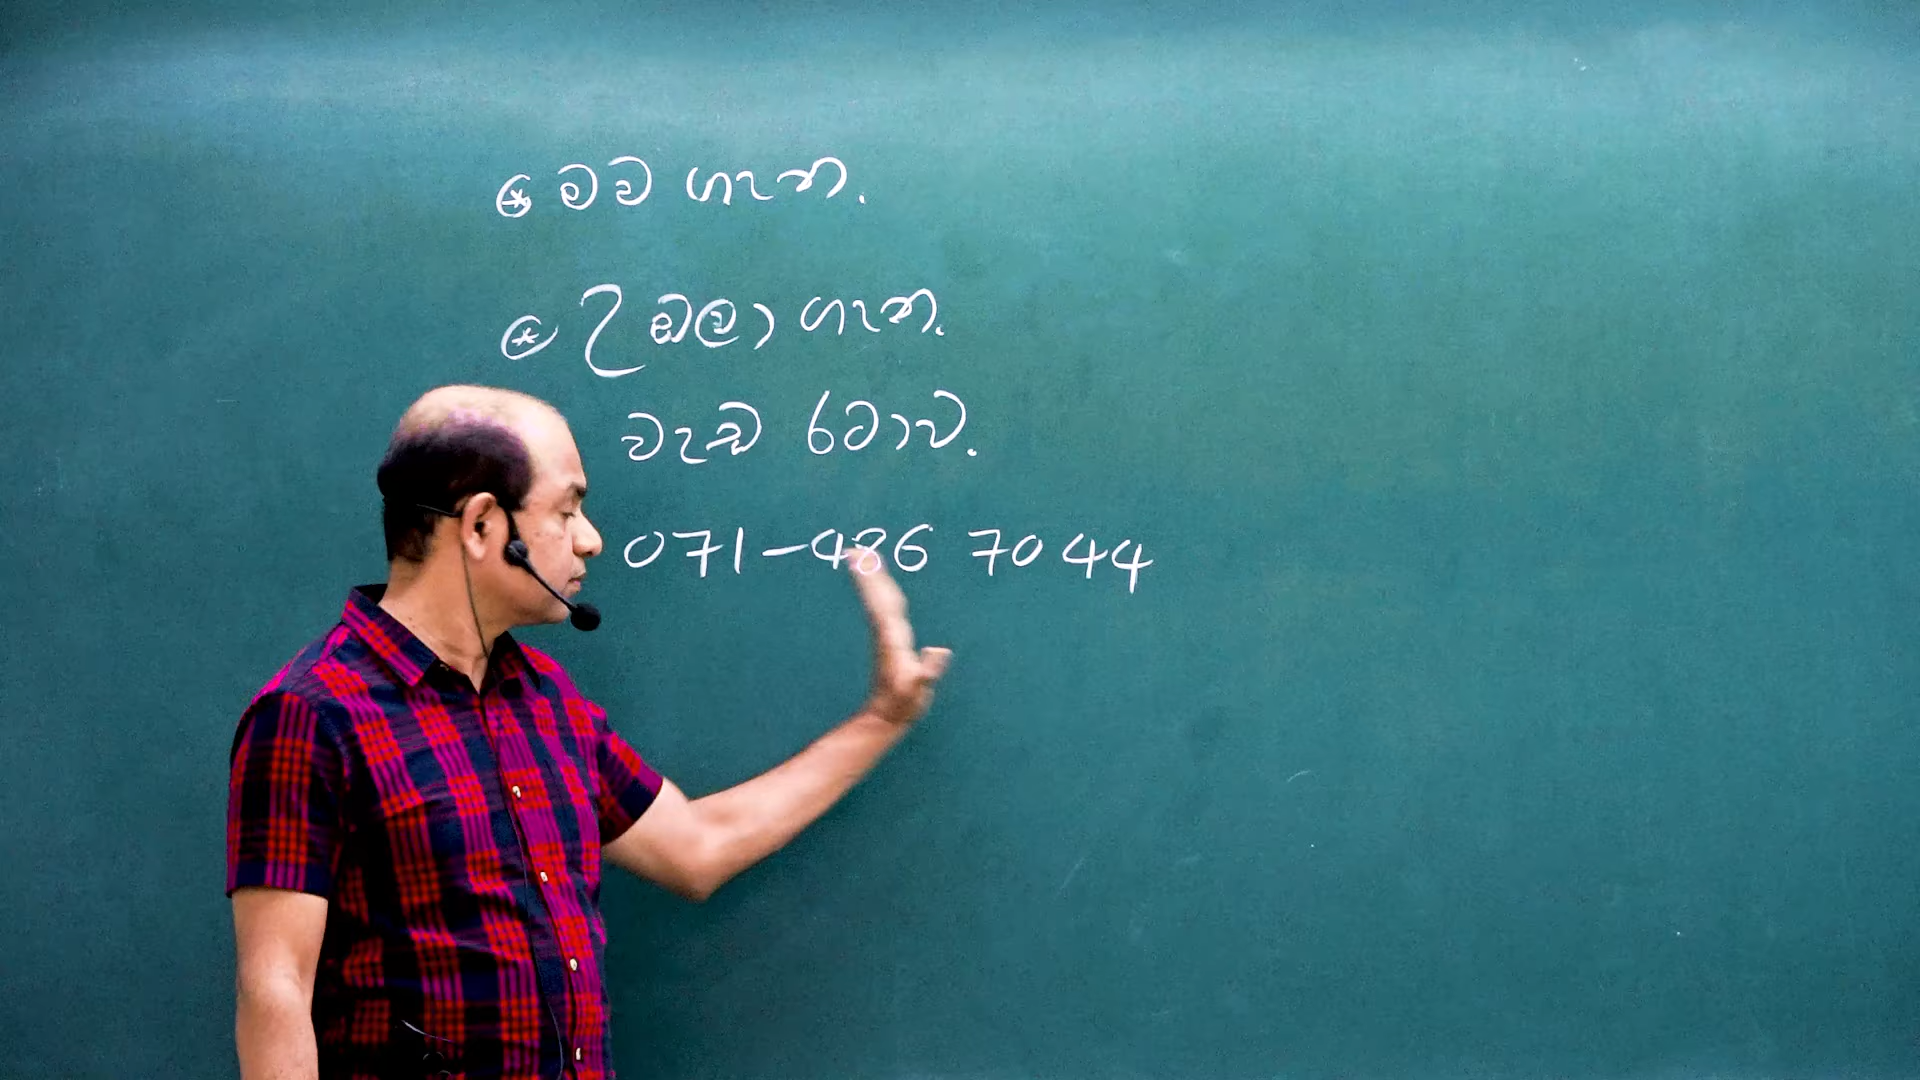 ⊛ මම ගැන.
⊛ උඹලා ගැන.
වැඩ රටාව.
071-486 7044